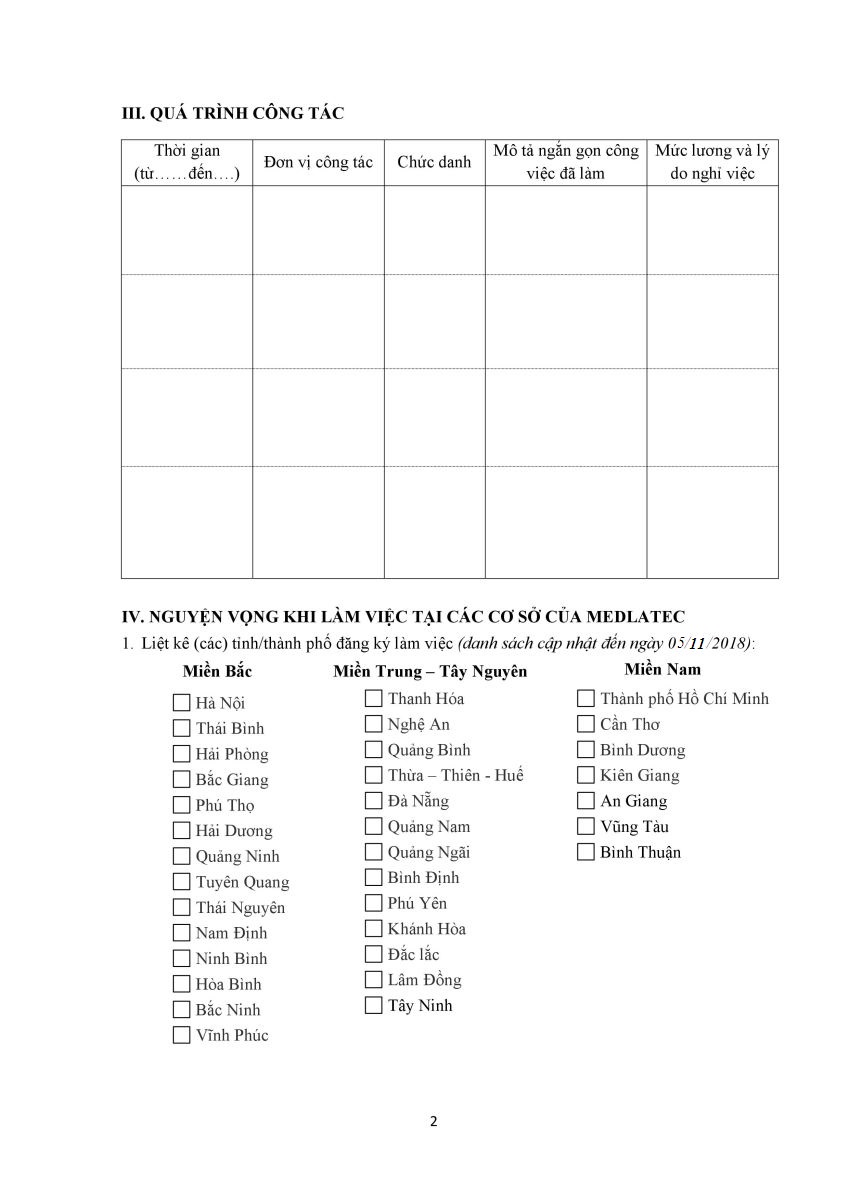 III. QUÁ TRÌNH CÔNG TÁC
Thời gian
(từ……đến….)
Đơn vị công tác
Chức danh
Mô tả ngắn gọn công
việc đã làm
Mức lương và lý
do nghỉ việc
IV. NGUYỆN VỌNG KHI LÀM VIỆC TẠI CÁC CƠ SỞ CỦA MEDLATEC
1. Liệt kê (các) tỉnh/thành phố đăng ký làm việc (danh sách cập nhật đến ngày 05/11/2018):
Miền Bắc
Hà Nội
Thái Bình
Hải Phòng
Bắc Giang
Phú Thọ
Hải Dương
Quảng Ninh
Tuyên Quang
Thái Nguyên
Nam Định
Ninh Bình
Hòa Bình
Bắc Ninh
Vĩnh Phúc
Miền Trung – Tây Nguyên
Thanh Hóa
Nghệ An
Quảng Bình
Thừa – Thiên - Huế
Đà Nẵng
Quảng Nam
Quảng Ngãi
Bình Định
Phú Yên
Khánh Hòa
Đắc lắc
Lâm Đồng
Tây Ninh
Miền Nam
Thành phố Hồ Chí Minh
Cần Thơ
Bình Dương
Kiên Giang
An Giang
Vũng Tàu
Bình Thuận
2